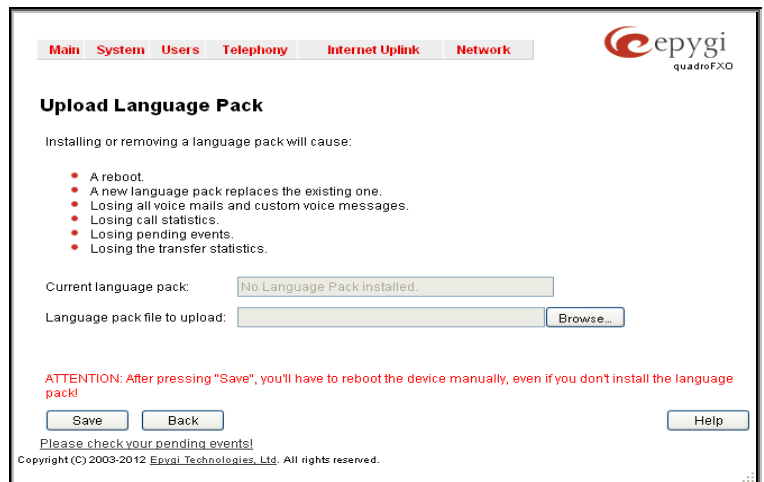 Main System Users Telephony Internet Uplink Network
epygi
quadroFXO
Upload Language Pack
Installing or removing a language pack will cause:
A reboot.
A new language pack replaces the existing one.
Losing all voice mails and custom voice messages.
Losing call statistics.
Losing pending events.
Losing the transfer statistics.
Current language pack: No Language Pack installed.
Language pack file to upload: Browse...
ATTENTION: After pressing "Save", you'll have to reboot the device manually, even if you don't install the language
pack!
Save Back Help
Please check your pending events!
Copyright (C) 2003-2012 Epygi Technologies, Ltd. All rights reserved.